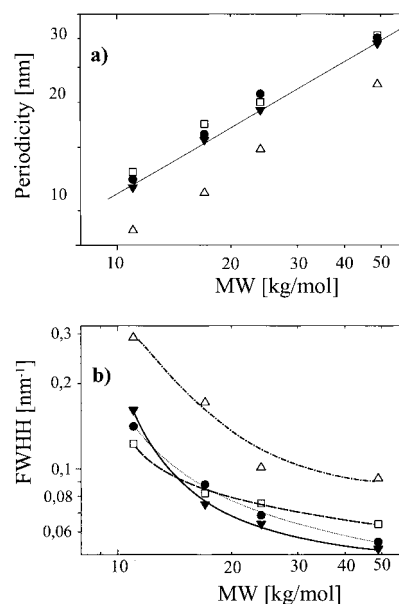 30
a)
20
10
Periodicity [nm]
10 20 30 40 50
MW [kg/mol]
0,3
b)
0,2
0,1
0,08
0,06
FWHH [nm⁻¹]
10 20 30 40 50
MW [kg/mol]